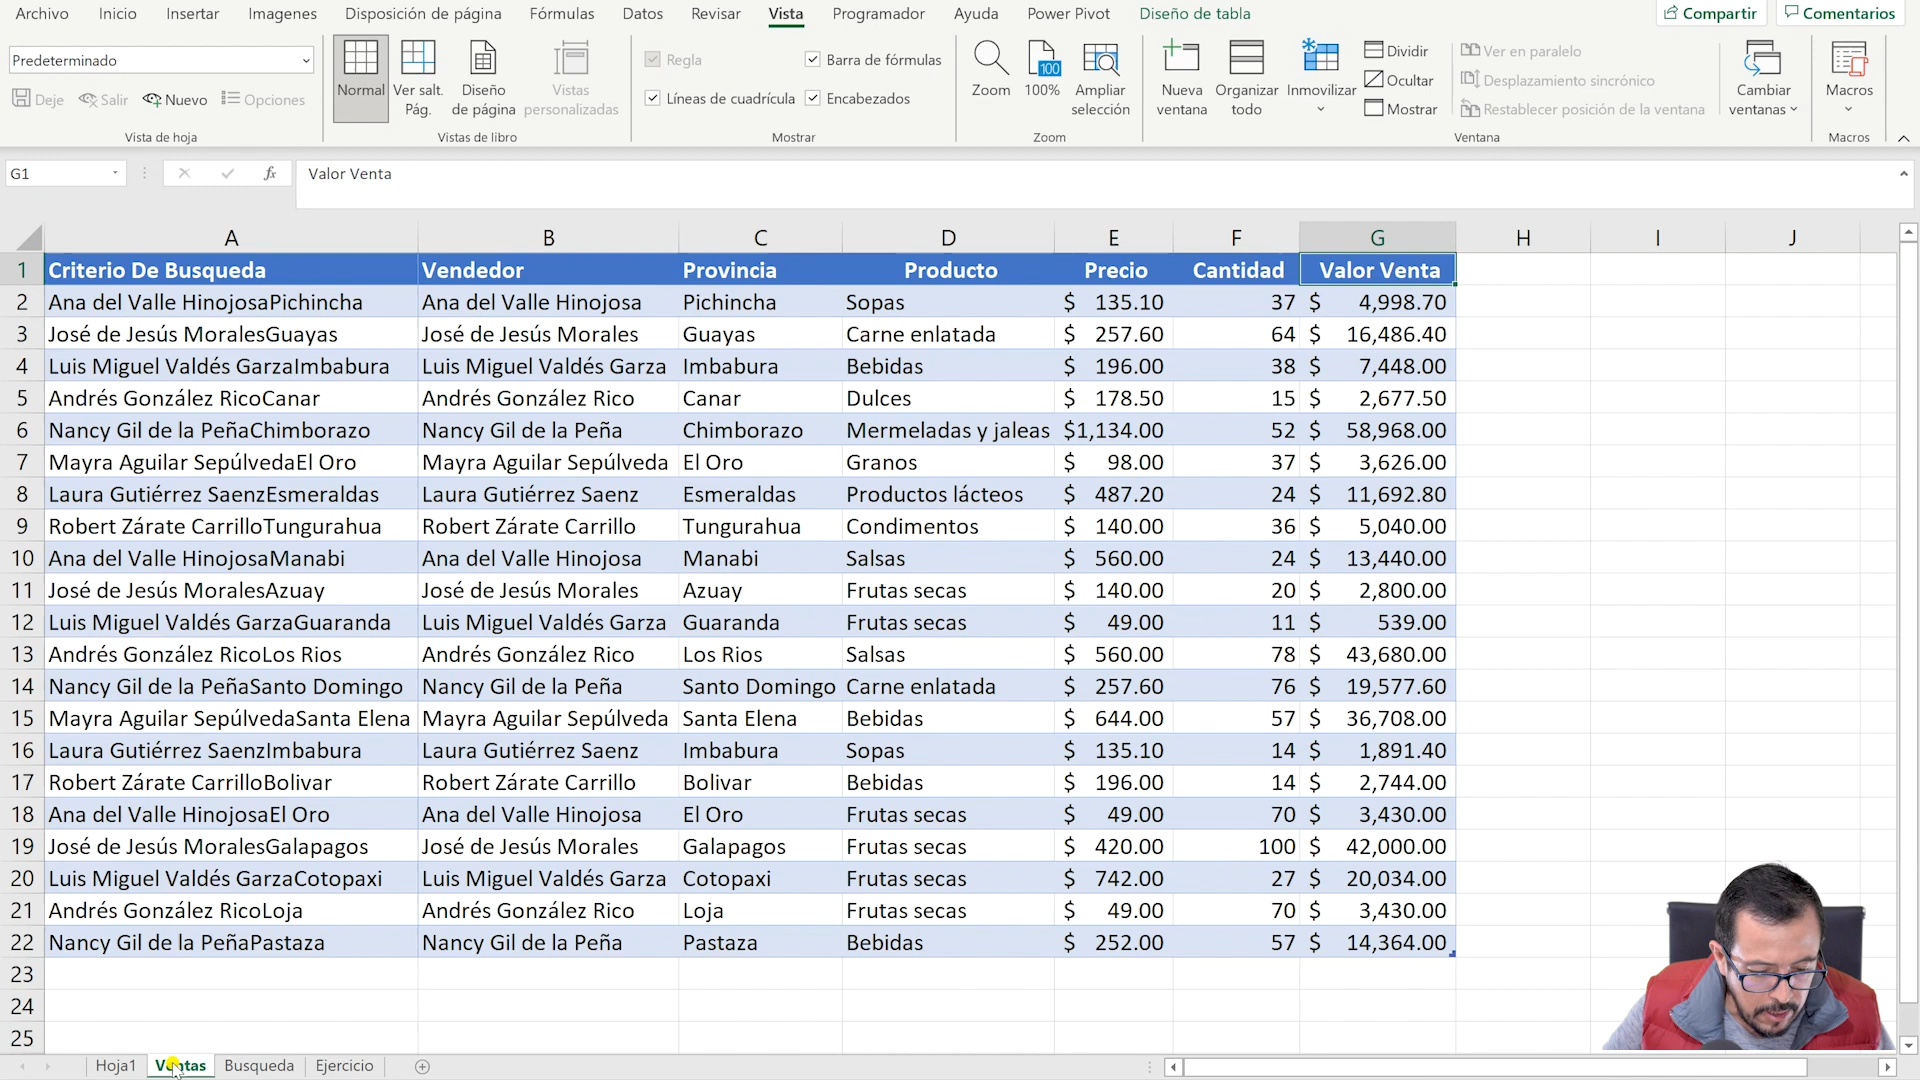 Archivo Inicio Insertar Imagenes Disposición de página Fórmulas Datos Revisar Vista Programador Ayuda Power Pivot Diseño de tabla Compartir Comentarios
Predeterminado
Deje Salir Nuevo Opciones
Vista de hoja
Normal
Ver salt. Pág.
Diseño de página
Vistas personalizadas
Vistas de libro
Regla Barra de fórmulas
Líneas de cuadrícula Encabezados
Mostrar
Zoom
100
100%
Ampliar selección
Zoom
Nueva ventana
Organizar todo
Inmovilizar
Dividir
Ocultar
Mostrar
Ver en paralelo
Desplazamiento sincrónico
Restablecer posición de la ventana
Cambiar ventanas
Ventana
Macros
Macros
G1 fx Valor Venta
A B C D E F G H I J
1 Criterio De Busqueda Vendedor Provincia Producto Precio Cantidad Valor Venta
2 Ana del Valle HinojosaPichincha Ana del Valle Hinojosa Pichincha Sopas $ 135.10 37 $ 4,998.70
3 José de Jesús MoralesGuayas José de Jesús Morales Guayas Carne enlatada $ 257.60 64 $ 16,486.40
4 Luis Miguel Valdés GarzaImbabura Luis Miguel Valdés Garza Imbabura Bebidas $ 196.00 38 $ 7,448.00
5 Andrés González RicoCanar Andrés González Rico Canar Dulces $ 178.50 15 $ 2,677.50
6 Nancy Gil de la PeñaChimborazo Nancy Gil de la Peña Chimborazo Mermeladas y jaleas $1,134.00 52 $ 58,968.00
7 Mayra Aguilar SepúlvedaEl Oro Mayra Aguilar Sepúlveda El Oro Granos $ 98.00 37 $ 3,626.00
8 Laura Gutiérrez SaenzEsmeraldas Laura Gutiérrez Saenz Esmeraldas Productos lácteos $ 487.20 24 $ 11,692.80
9 Robert Zárate CarrilloTungurahua Robert Zárate Carrillo Tungurahua Condimentos $ 140.00 36 $ 5,040.00
10 Ana del Valle HinojosaManabi Ana del Valle Hinojosa Manabi Salsas $ 560.00 24 $ 13,440.00
11 José de Jesús MoralesAzuay José de Jesús Morales Azuay Frutas secas $ 140.00 20 $ 2,800.00
12 Luis Miguel Valdés GarzaGuaranda Luis Miguel Valdés Garza Guaranda Frutas secas $ 49.00 11 $ 539.00
13 Andrés González RicoLos Rios Andrés González Rico Los Rios Salsas $ 560.00 78 $ 43,680.00
14 Nancy Gil de la PeñaSanto Domingo Nancy Gil de la Peña Santo Domingo Carne enlatada $ 257.60 76 $ 19,577.60
15 Mayra Aguilar SepúlvedaSanta Elena Mayra Aguilar Sepúlveda Santa Elena Bebidas $ 644.00 57 $ 36,708.00
16 Laura Gutiérrez SaenzImbabura Laura Gutiérrez Saenz Imbabura Sopas $ 135.10 14 $ 1,891.40
17 Robert Zárate CarrilloBolivar Robert Zárate Carrillo Bolivar Bebidas $ 196.00 14 $ 2,744.00
18 Ana del Valle HinojosaEl Oro Ana del Valle Hinojosa El Oro Frutas secas $ 49.00 70 $ 3,430.00
19 José de Jesús MoralesGalapagos José de Jesús Morales Galapagos Frutas secas $ 420.00 100 $ 42,000.00
20 Luis Miguel Valdés GarzaCotopaxi Luis Miguel Valdés Garza Cotopaxi Frutas secas $ 742.00 27 $ 20,034.00
21 Andrés González RicoLoja Andrés González Rico Loja Frutas secas $ 49.00 70 $ 3,430.00
22 Nancy Gil de la PeñaPastaza Nancy Gil de la Peña Pastaza Bebidas $ 252.00 57 $ 14,364.00
23
24
25
Hoja1 Ventas Busqueda Ejercicio